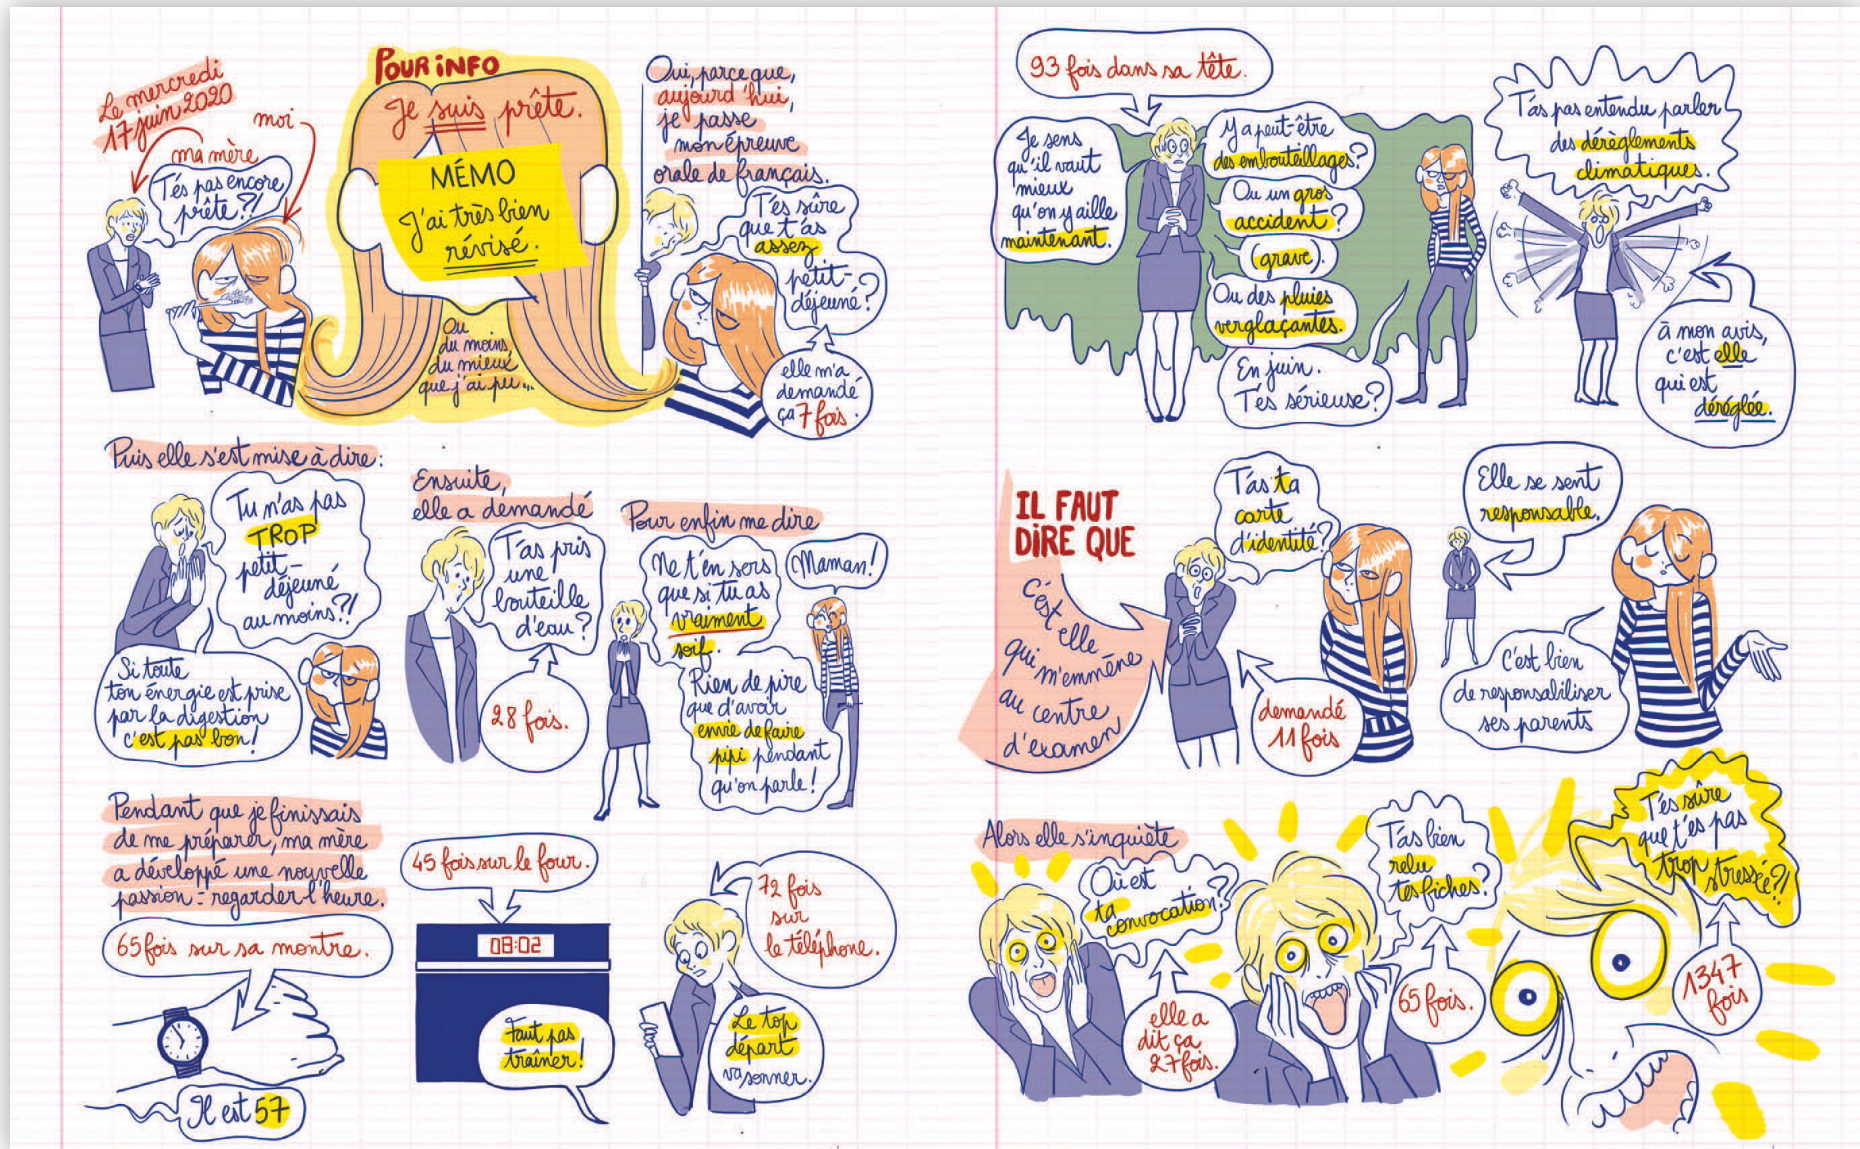 Le mercredi
17 juin 2020
ma mère
moi
T'es pas encore
prête?!
POUR INFO
Je suis prête.
MÉMO
J'ai très bien
révisé.
Ou
du moins,
du mieux
que j'ai pu...
Oui, parce que,
aujourd'hui,
je passe
mon épreuve
orale de français.
T'es sûre
que t'as
assez
petit-
déjeuné?
elle m'a
demandé
ça 7 fois.
Puis elle s'est mise à dire:
Tu n'as pas
TROP
petit-
déjeuné
au moins?!
Si toute
ton énergie est prise
par la digestion
c'est pas bon!
Ensuite,
elle a demandé
T'as pris
une
bouteille
d'eau?
28 fois.
Pour enfin me dire
Ne t'en sers
que si tu as
vraiment
soif.
Maman!
Rien de pire
que d'avoir
envie de faire
pipi pendant
qu'on parle!
Pendant que je finissais
de me préparer, ma mère
a développé une nouvelle
passion: regarder l'heure.
65 fois sur sa montre.
Il est 57
45 fois sur le four.
08:02
Faut pas
traîner!
72 fois
sur
le téléphone.
Le top
départ
va sonner.
93 fois dans sa tête.
Je sens
qu'il vaut
mieux
qu'on y aille
maintenant.
Y a peut-être
des embouteillages?
Ou un gros
accident?
(grave).
Ou des pluies
verglaçantes.
En juin.
T'es sérieuse?
T'as pas entendu parler
des dérèglements
climatiques.
à mon avis,
c'est elle
qui est
déréglée.
IL FAUT
DIRE QUE
C'est elle
qui m'emmène
au centre
d'examen
T'as ta
carte
d'identité?
demandé
11 fois
Elle se sent
responsable.
C'est bien
de responsabiliser
ses parents
Alors elle s'inquiète
Où est
ta
convocation?
elle a
dit ça
27 fois.
T'as bien
relu
tes fiches?
65 fois.
T'es sûre
que t'es pas
trop stressée?!
1347
fois